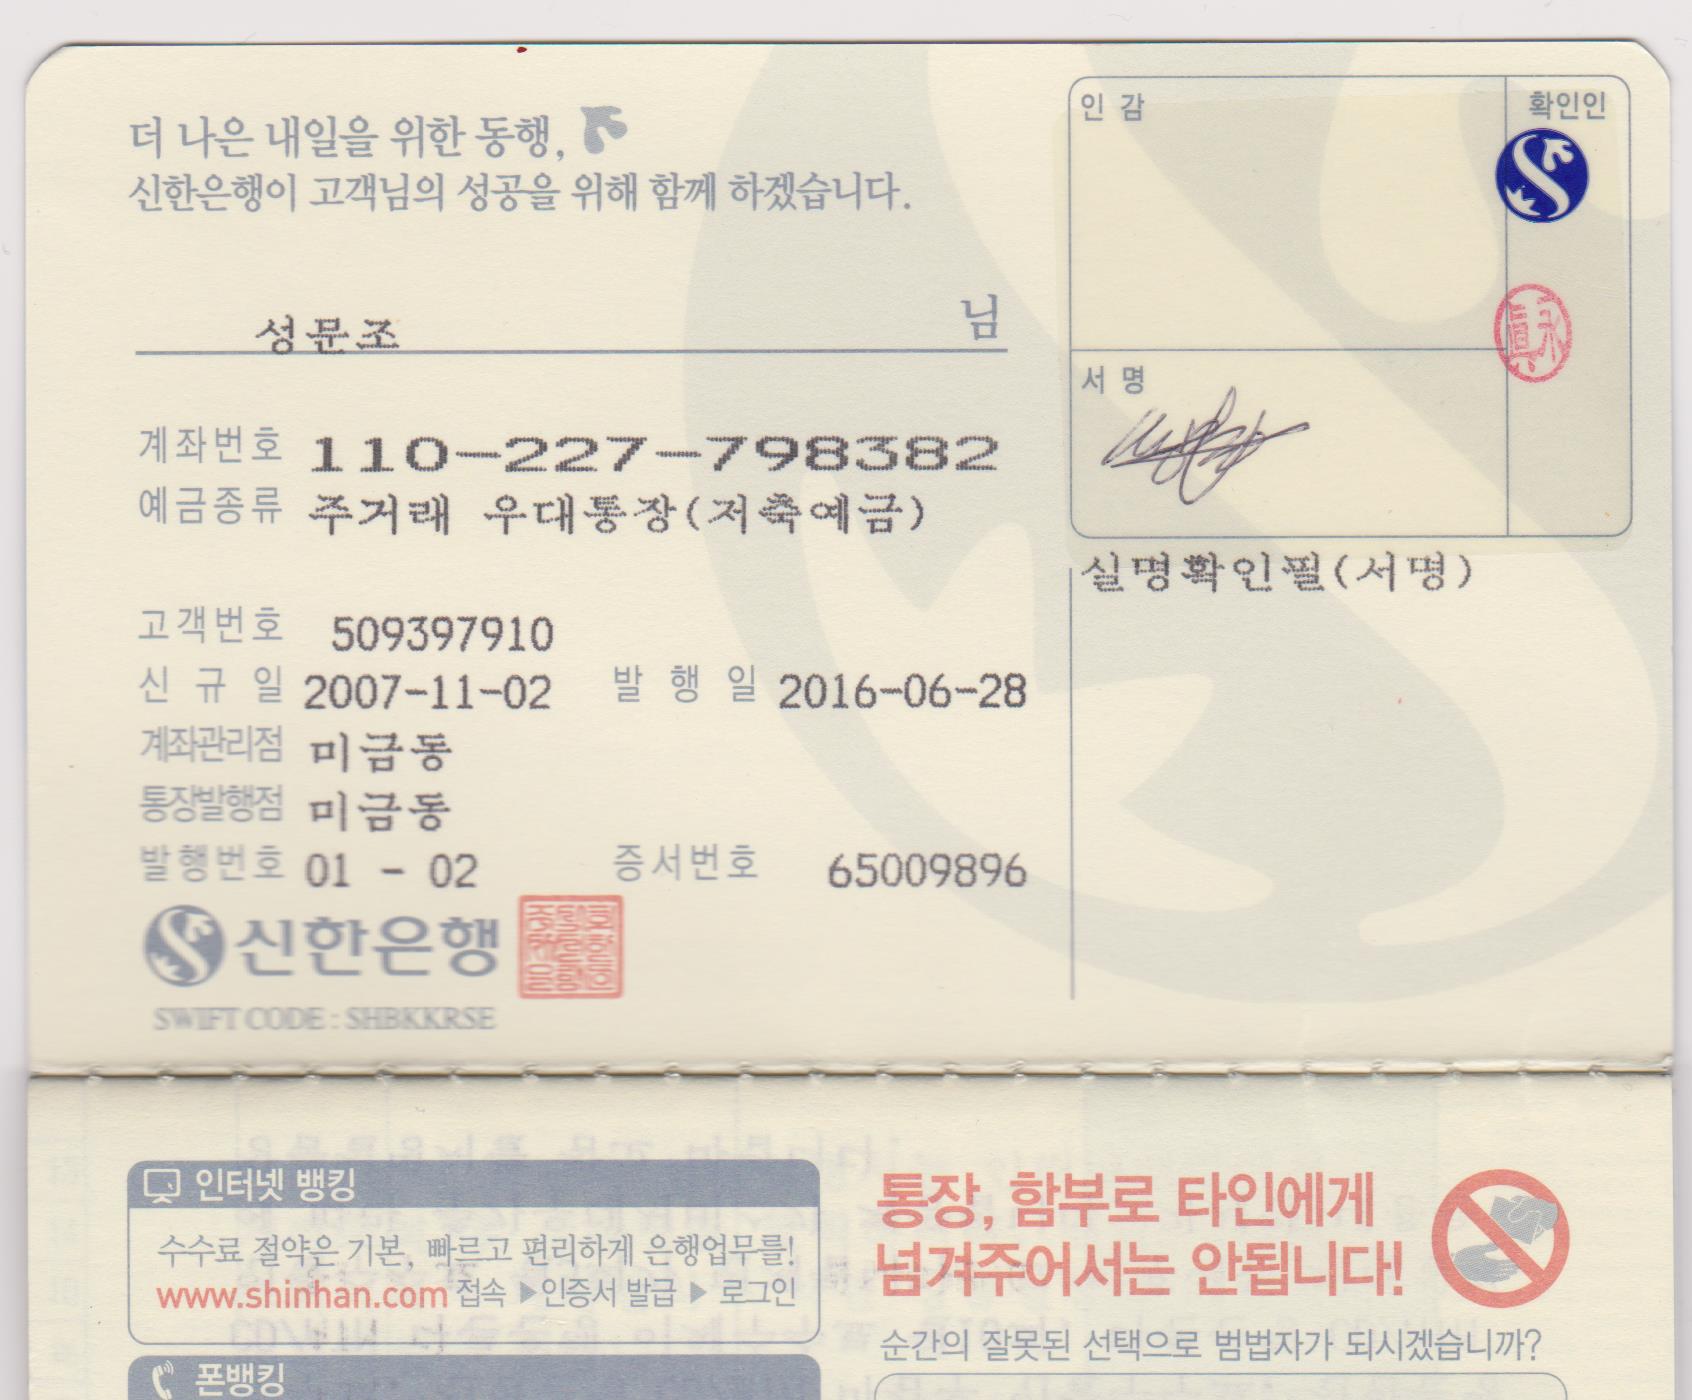 더 나은 내일을 위한 동행,
신한은행이 고객님의 성공을 위해 함께 하겠습니다.
성문조 님
계좌번호 110-227-798382
예금종류 주거래 우대통장(저축예금)
고객번호 509397910
신 규 일 2007-11-02 발 행 일 2016-06-28
계좌관리점 미금동
통장발행점 미금동
발행번호 01 - 02 증서번호 65009896
신한은행
SWIFT CODE : SHBKKRSE
인 감 확인인
서 명
실명확인필(서명)
인터넷 뱅킹
수수료 절약은 기본, 빠르고 편리하게 은행업무를!
www.shinhan.com 접속 ▶ 인증서 발급 ▶ 로그인
폰뱅킹
통장, 함부로 타인에게
넘겨주어서는 안됩니다!
순간의 잘못된 선택으로 범법자가 되시겠습니까?